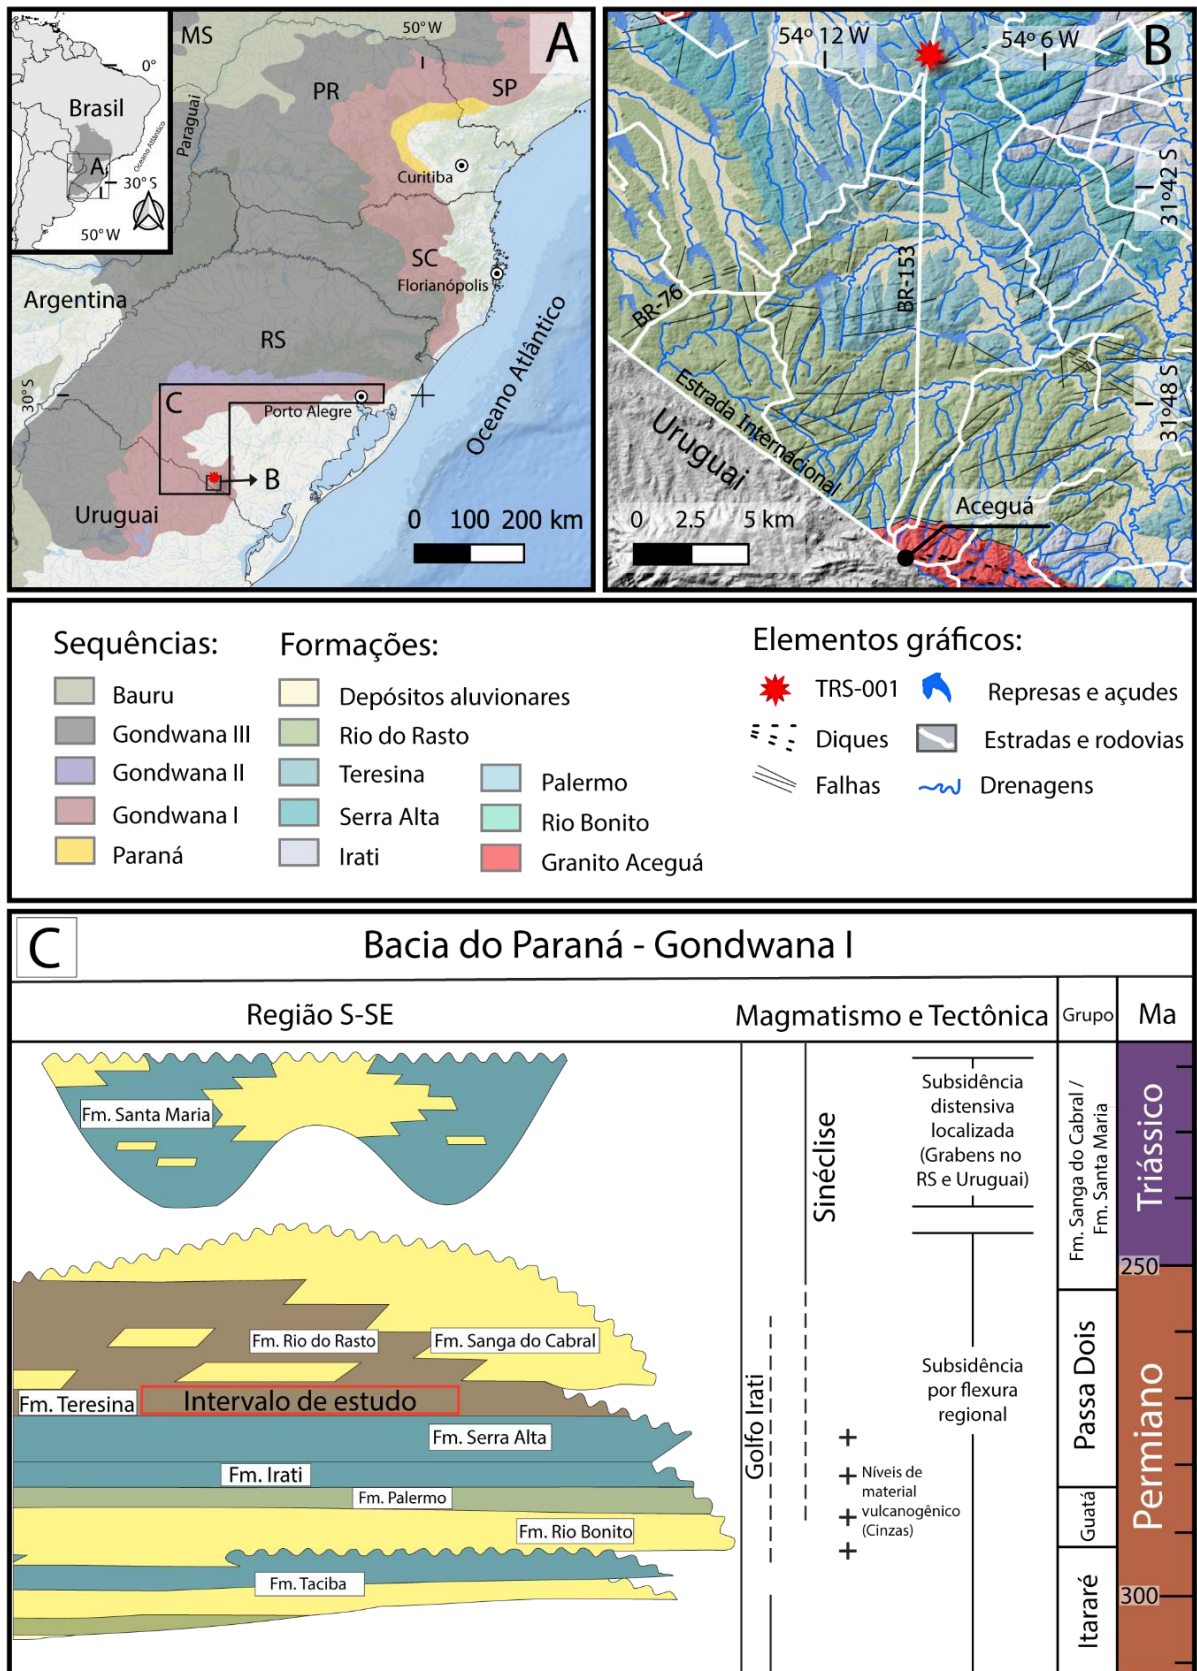 MS
50° W
A
PR
SP
0°
Brasil
Oceano Atlântico
A
30° S
50° W
Paraguai
Curitiba
SC
Florianópolis
Argentina
RS
Oceano Atlântico
30° S
C
Porto Alegre
B
Uruguai
0 100 200 km
54º 12 W
54º 6 W
B
31º42 S
BR-153
BR-76
31º48 S
Estrada Internacional
Uruguai
Aceguá
0 2.5 5 km
Sequências:
Bauru
Gondwana III
Gondwana II
Gondwana I
Paraná
Formações:
Depósitos aluvionares
Rio do Rasto
Teresina
Serra Alta
Irati
Palermo
Rio Bonito
Granito Aceguá
Elementos gráficos:
TRS-001
Represas e açudes
Diques
Estradas e rodovias
Falhas
Drenagens
C
Bacia do Paraná - Gondwana I
Região S-SE
Magmatismo e Tectônica
Grupo
Ma
Fm. Santa Maria
Fm. Rio do Rasto
Fm. Sanga do Cabral
Fm. Teresina
Intervalo de estudo
Fm. Serra Alta
Fm. Irati
Fm. Palermo
Fm. Rio Bonito
Fm. Taciba
Golfo Irati
Sinéclise
Subsidência
distensiva
localizada
(Grabens no
RS e Uruguai)
Subsidência
por flexura
regional
Níveis de
material
vulcanogênico
(Cinzas)
Fm. Sanga do Cabral /
Fm. Santa Maria
Passa Dois
Guatá
Itararé
Triássico
250
Permiano
300